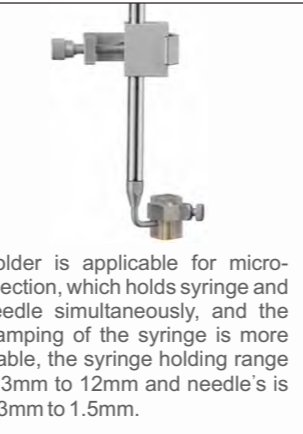 older is applicable for micro-
ection, which holds syringe and
eedle simultaneously, and the
amping of the syringe is more
able, the syringe holding range
3mm to 12mm and needle's is
3mm to 1.5mm.